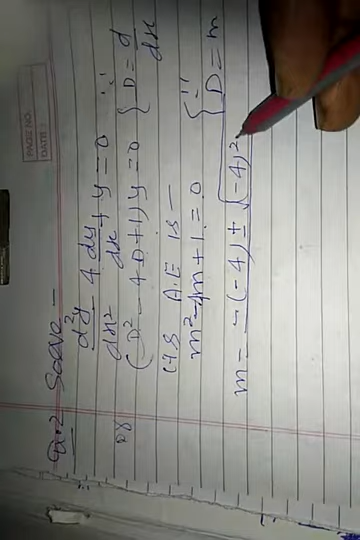 PAGE NO.
DATE:
Q.2 Solve -
d²y/dx² - 4 dy/dx + y = 0
or (D² - 4D + 1) y = 0 { ∵ D = d/dx
its A.E is -
m² - 4m + 1 = 0 { ∵ D = m
m = -(-4) ± √(-4)²